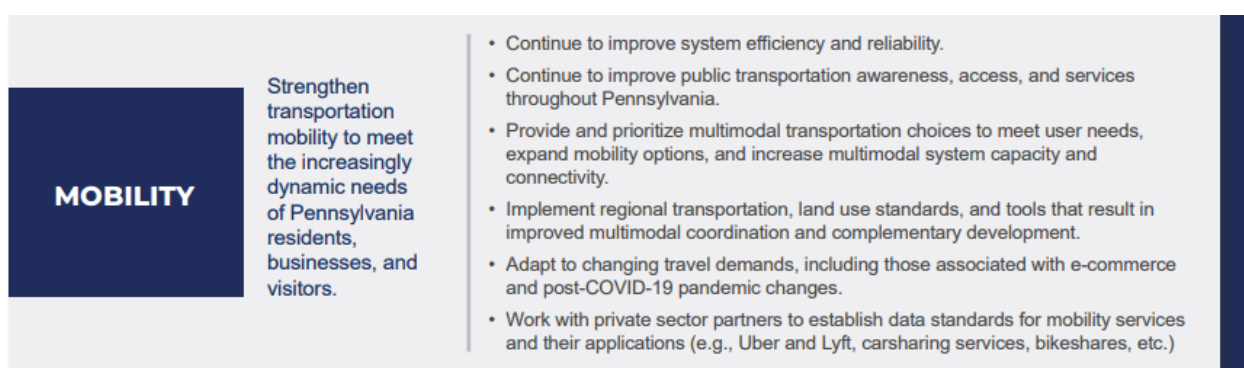 MOBILITY
Strengthen
transportation
mobility to meet
the increasingly
dynamic needs
of Pennsylvania
residents,
businesses, and
visitors.
• Continue to improve system efficiency and reliability.
• Continue to improve public transportation awareness, access, and services
throughout Pennsylvania.
• Provide and prioritize multimodal transportation choices to meet user needs,
expand mobility options, and increase multimodal system capacity and
connectivity.
• Implement regional transportation, land use standards, and tools that result in
improved multimodal coordination and complementary development.
• Adapt to changing travel demands, including those associated with e-commerce
and post-COVID-19 pandemic changes.
• Work with private sector partners to establish data standards for mobility services
and their applications (e.g., Uber and Lyft, carsharing services, bikeshares, etc.)